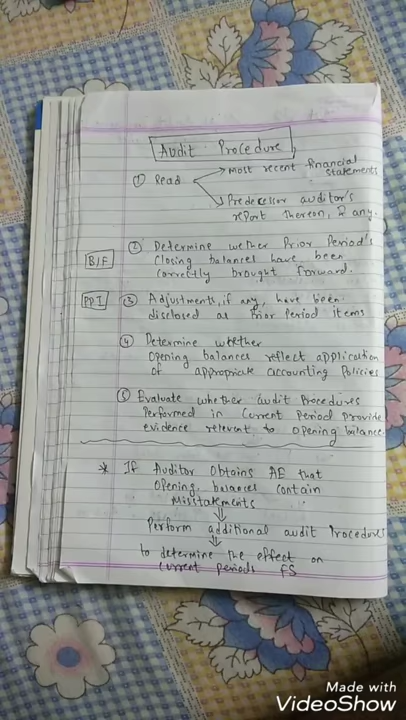 Audit Procedure
① Read → Most recent financial statements
→ Predecessor auditor's report thereon, if any.
B/F
② Determine wether Prior Period's
closing balances have been
correctly brought forward.
PPI
③ Adjustments, if any, have been
disclosed as Prior Period items
④ Determine whether
opening balances reflect application
of appropriate accounting Policies
⑤ Evaluate whether audit Procedures
Performed in current Period provide
evidence relevent to opening balance.
* If Auditor obtains AE that
opening balances contain
Misstatements
⇓
Perform additional audit Procedures
⇓
to determine the effect on
current periods FS
Made with
VideoShow